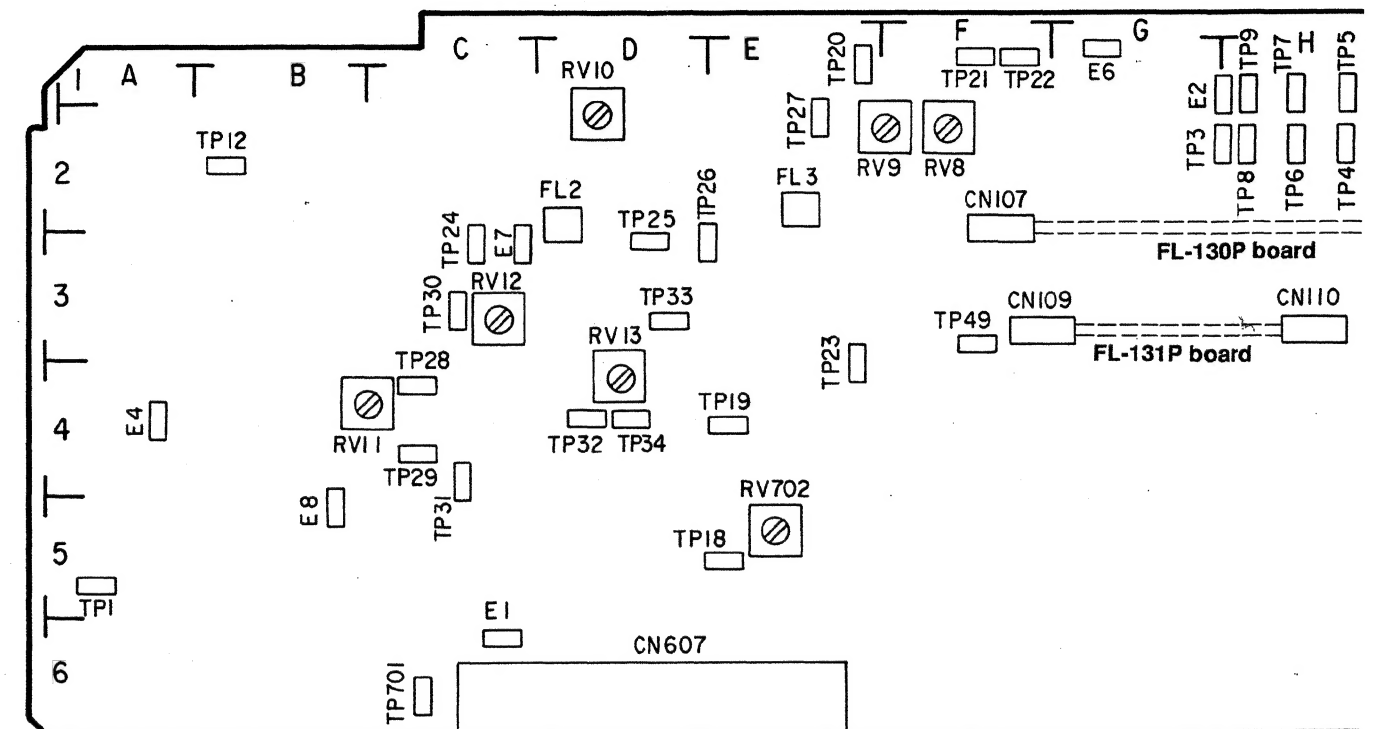 1
A
B
C
D
E
F
G
H
RV10
TP20
TP21
TP22
E6
E2
TP9
TP7
TP5
TP27
RV9
RV8
TP3
TP8
TP6
TP4
2
TP12
FL2
TP25
TP26
FL3
CN107
FL-130P board
TP24
E7
3
TP30
RV12
TP33
RV13
TP23
TP49
CN109
CN110
FL-131P board
TP28
4
E4
RV11
TP32
TP34
TP19
TP29
TP31
E8
RV702
5
TP18
TP1
E1
CN607
6
TP701